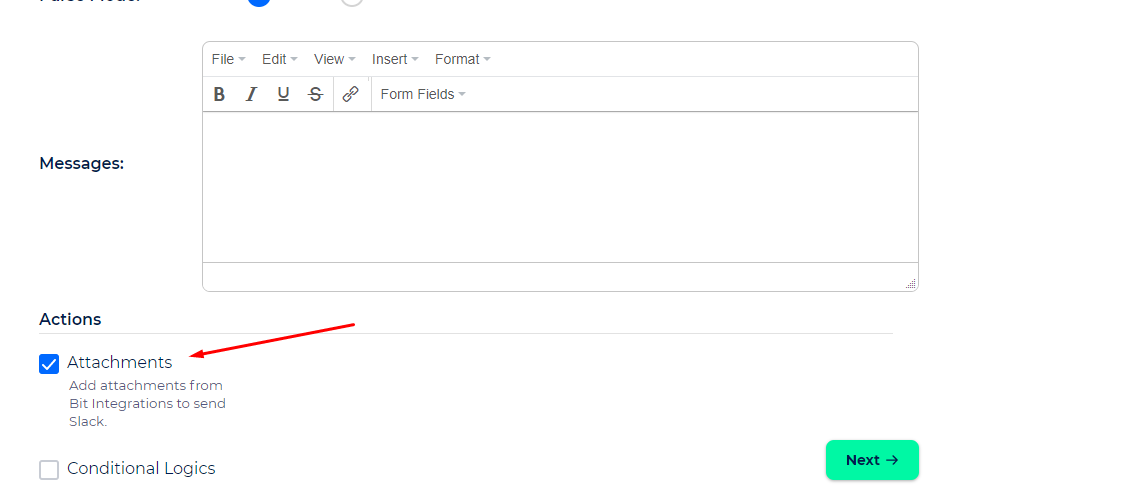 File Edit View Insert Format
B I U S Form Fields
Messages:
Actions
Attachments
Add attachments from
Bit Integrations to send
Slack.
Next →
Conditional Logics